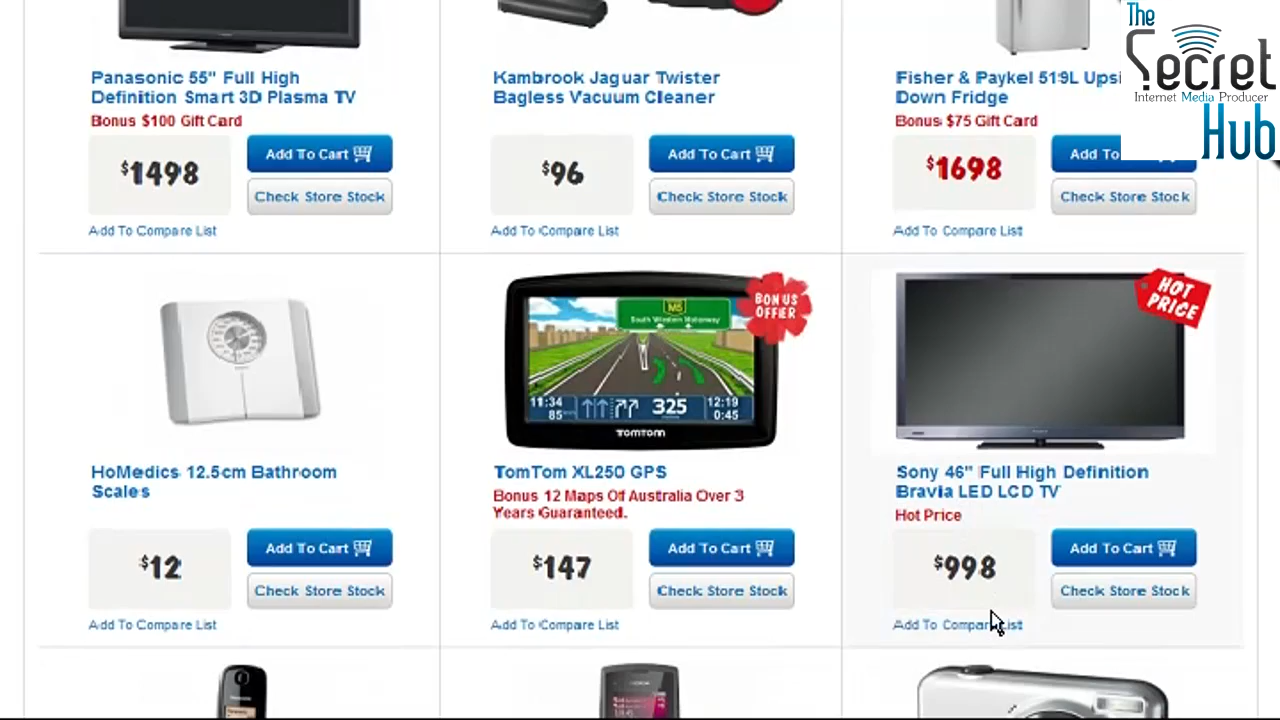 The
Secret
Internet Media Producer
Hub
Panasonic 55" Full High
Definition Smart 3D Plasma TV
Bonus $100 Gift Card
$1498
Add To Cart
Check Store Stock
Add To Compare List
Kambrook Jaguar Twister
Bagless Vacuum Cleaner
$96
Add To Cart
Check Store Stock
Add To Compare List
Fisher & Paykel 519L Upsi
Down Fridge
Bonus $75 Gift Card
$1698
Add To
Check Store Stock
Add To Compare List
HoMedics 12.5cm Bathroom
Scales
$12
Add To Cart
Check Store Stock
Add To Compare List
BONUS
OFFER
M5
South Western Motorway
11:34
85
325
12:19
0:45
TOMTOM
TomTom XL250 GPS
Bonus 12 Maps Of Australia Over 3
Years Guaranteed.
$147
Add To Cart
Check Store Stock
Add To Compare List
HOT
PRICE
Sony 46" Full High Definition
Bravia LED LCD TV
Hot Price
$998
Add To Cart
Check Store Stock
Add To Compare List
Panasonic
NOKIA